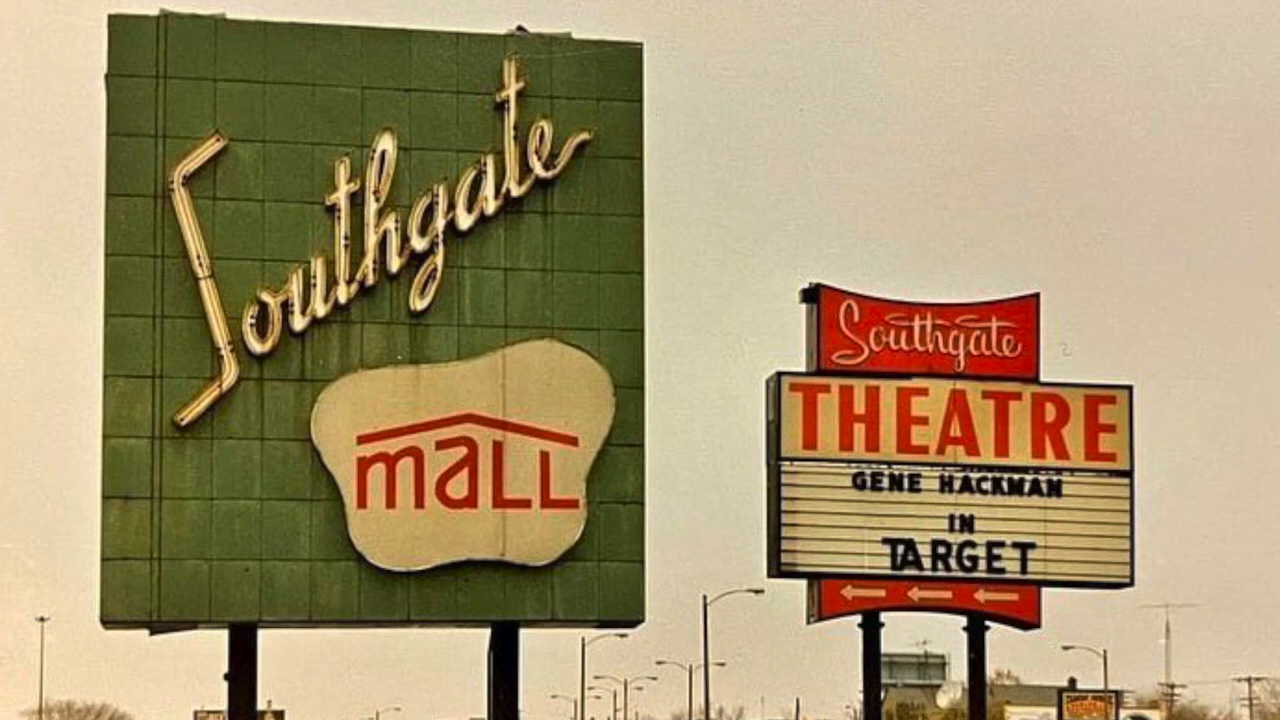 Southgate
maLL
Southgate
THEATRE
GENE HACKMAN
IN
TARGET